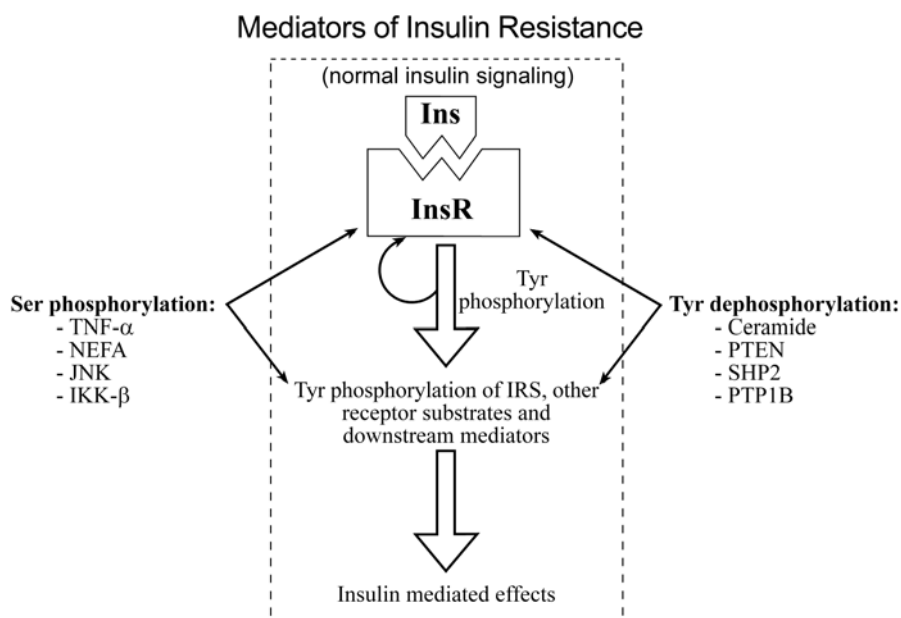 Mediators of Insulin Resistance
(normal insulin signaling)
Ins
InsR
Tyr
phosphorylation
Ser phosphorylation:
- TNF-α
- NEFA
- JNK
- IKK-β
Tyr dephosphorylation:
- Ceramide
- PTEN
- SHP2
- PTP1B
Tyr phosphorylation of IRS, other
receptor substrates and
downstream mediators
Insulin mediated effects